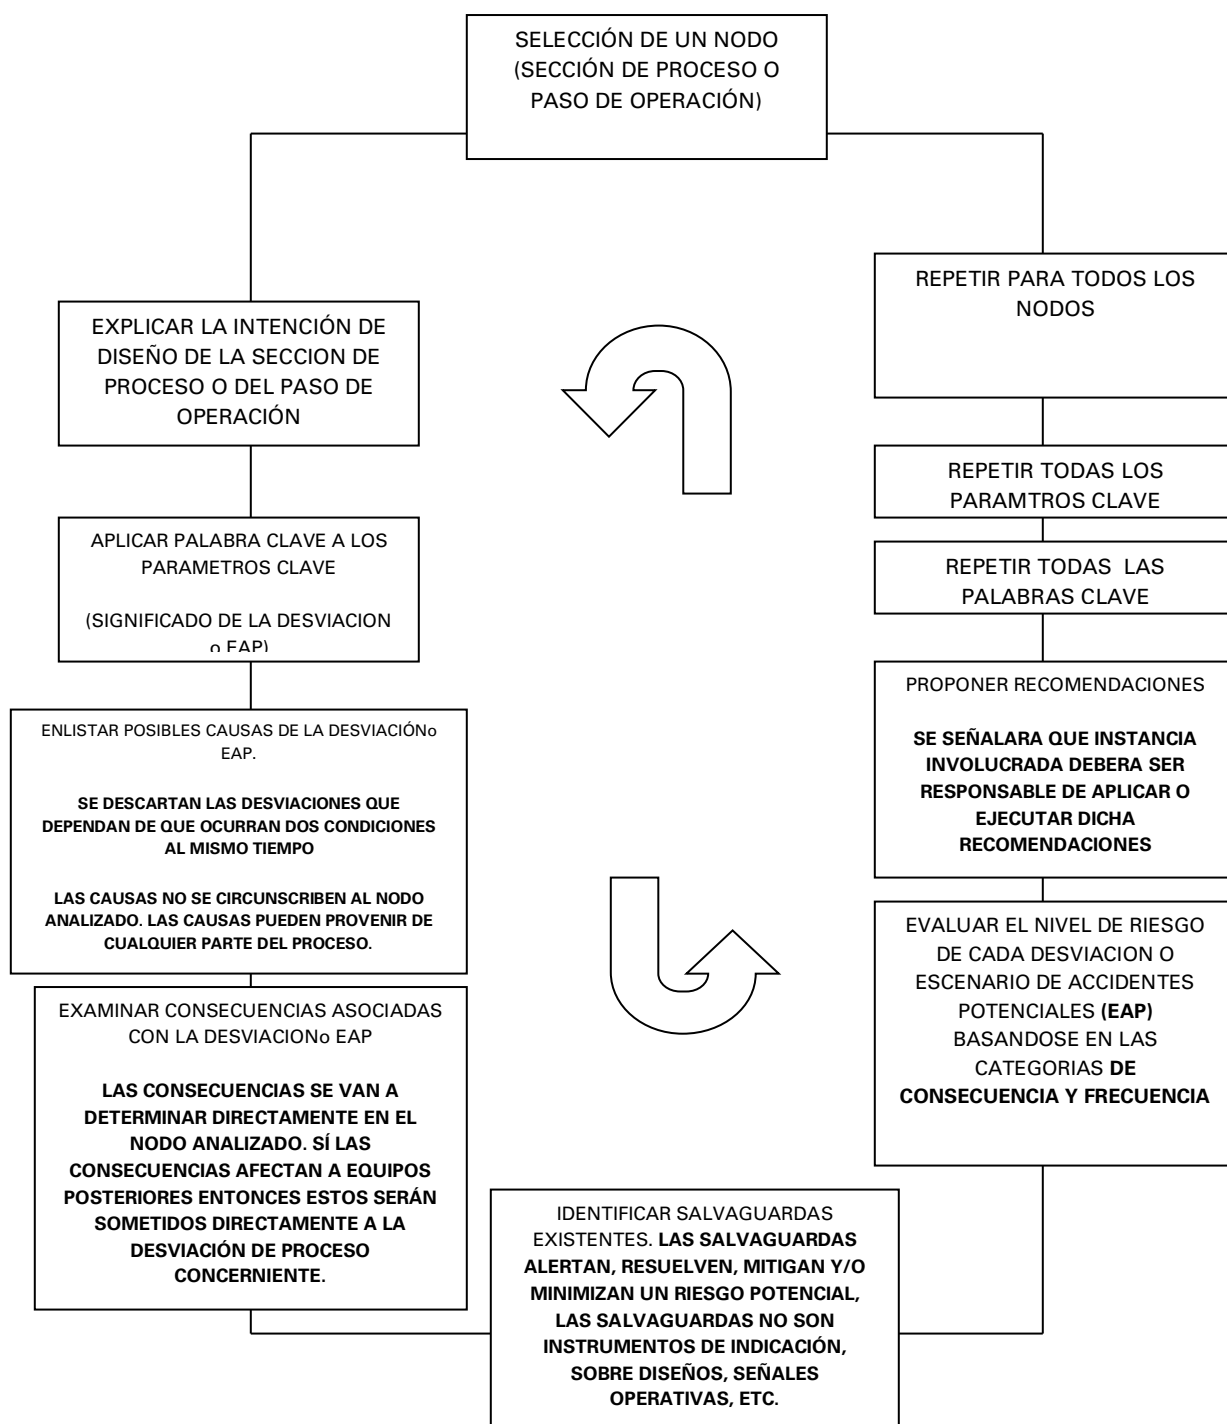 SELECCIÓN DE UN NODO
(SECCIÓN DE PROCESO O
PASO DE OPERACIÓN)
EXPLICAR LA INTENCIÓN DE
DISEÑO DE LA SECCION DE
PROCESO O DEL PASO DE
OPERACIÓN
APLICAR PALABRA CLAVE A LOS
PARAMETROS CLAVE
(SIGNIFICADO DE LA DESVIACION
o EAP)
ENLISTAR POSIBLES CAUSAS DE LA DESVIACIÓNo
EAP.
SE DESCARTAN LAS DESVIACIONES QUE
DEPENDAN DE QUE OCURRAN DOS CONDICIONES
AL MISMO TIEMPO
LAS CAUSAS NO SE CIRCUNSCRIBEN AL NODO
ANALIZADO. LAS CAUSAS PUEDEN PROVENIR DE
CUALQUIER PARTE DEL PROCESO.
EXAMINAR CONSECUENCIAS ASOCIADAS
CON LA DESVIACIONo EAP
LAS CONSECUENCIAS SE VAN A
DETERMINAR DIRECTAMENTE EN EL
NODO ANALIZADO. SÍ LAS
CONSECUENCIAS AFECTAN A EQUIPOS
POSTERIORES ENTONCES ESTOS SERÁN
SOMETIDOS DIRECTAMENTE A LA
DESVIACIÓN DE PROCESO
CONCERNIENTE.
IDENTIFICAR SALVAGUARDAS
EXISTENTES. LAS SALVAGUARDAS
ALERTAN, RESUELVEN, MITIGAN Y/O
MINIMIZAN UN RIESGO POTENCIAL,
LAS SALVAGUARDAS NO SON
INSTRUMENTOS DE INDICACIÓN,
SOBRE DISEÑOS, SEÑALES
OPERATIVAS, ETC.
EVALUAR EL NIVEL DE RIESGO
DE CADA DESVIACION O
ESCENARIO DE ACCIDENTES
POTENCIALES (EAP)
BASANDOSE EN LAS
CATEGORIAS DE
CONSECUENCIA Y FRECUENCIA
PROPONER RECOMENDACIONES
SE SEÑALARA QUE INSTANCIA
INVOLUCRADA DEBERA SER
RESPONSABLE DE APLICAR O
EJECUTAR DICHA
RECOMENDACIONES
REPETIR TODAS  LAS
PALABRAS CLAVE
REPETIR TODAS LOS
PARAMTROS CLAVE
REPETIR PARA TODOS LOS
NODOS